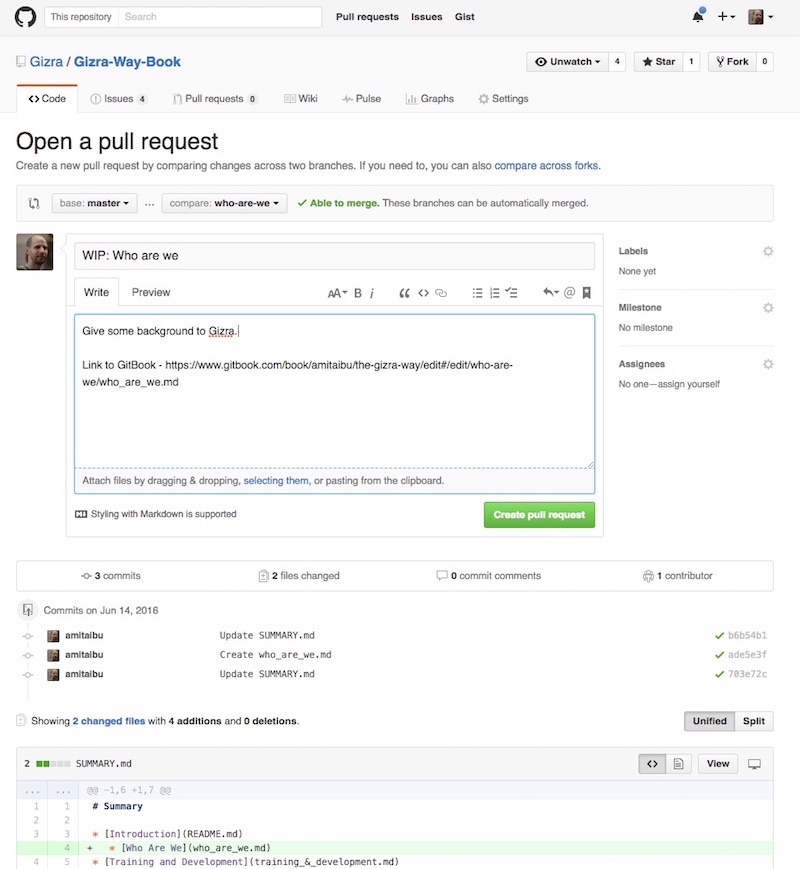 This repository Search Pull requests Issues Gist
Gizra / Gizra-Way-Book Unwatch 4 Star 1 Fork 0
Code Issues 4 Pull requests 0 Wiki Pulse Graphs Settings
Open a pull request
Create a new pull request by comparing changes across two branches. If you need to, you can also compare across forks.
base: master ... compare: who-are-we Able to merge. These branches can be automatically merged.
WIP: Who are we
Write Preview AA B i
Give some background to Gizra.
Link to GitBook - https://www.gitbook.com/book/amitaibu/the-gizra-way/edit#/edit/who-are-
we/who_are_we.md
Attach files by dragging & dropping, selecting them, or pasting from the clipboard.
Styling with Markdown is supported Create pull request
Labels
None yet
Milestone
No milestone
Assignees
No one—assign yourself
3 commits 2 files changed 0 commit comments 1 contributor
Commits on Jun 14, 2016
amitaibu Update SUMMARY.md b6b54b1
amitaibu Create who_are_we.md ade5e3f
amitaibu Update SUMMARY.md 703e72c
Showing 2 changed files with 4 additions and 0 deletions. Unified Split
2 SUMMARY.md <> View
... ... @@ -1,6 +1,7 @@
1 1 # Summary
2 2
3 3 * [Introduction](README.md)
4 + * [Who Are We](who_are_we.md)
4 5 * [Training and Development](training_&_development.md)